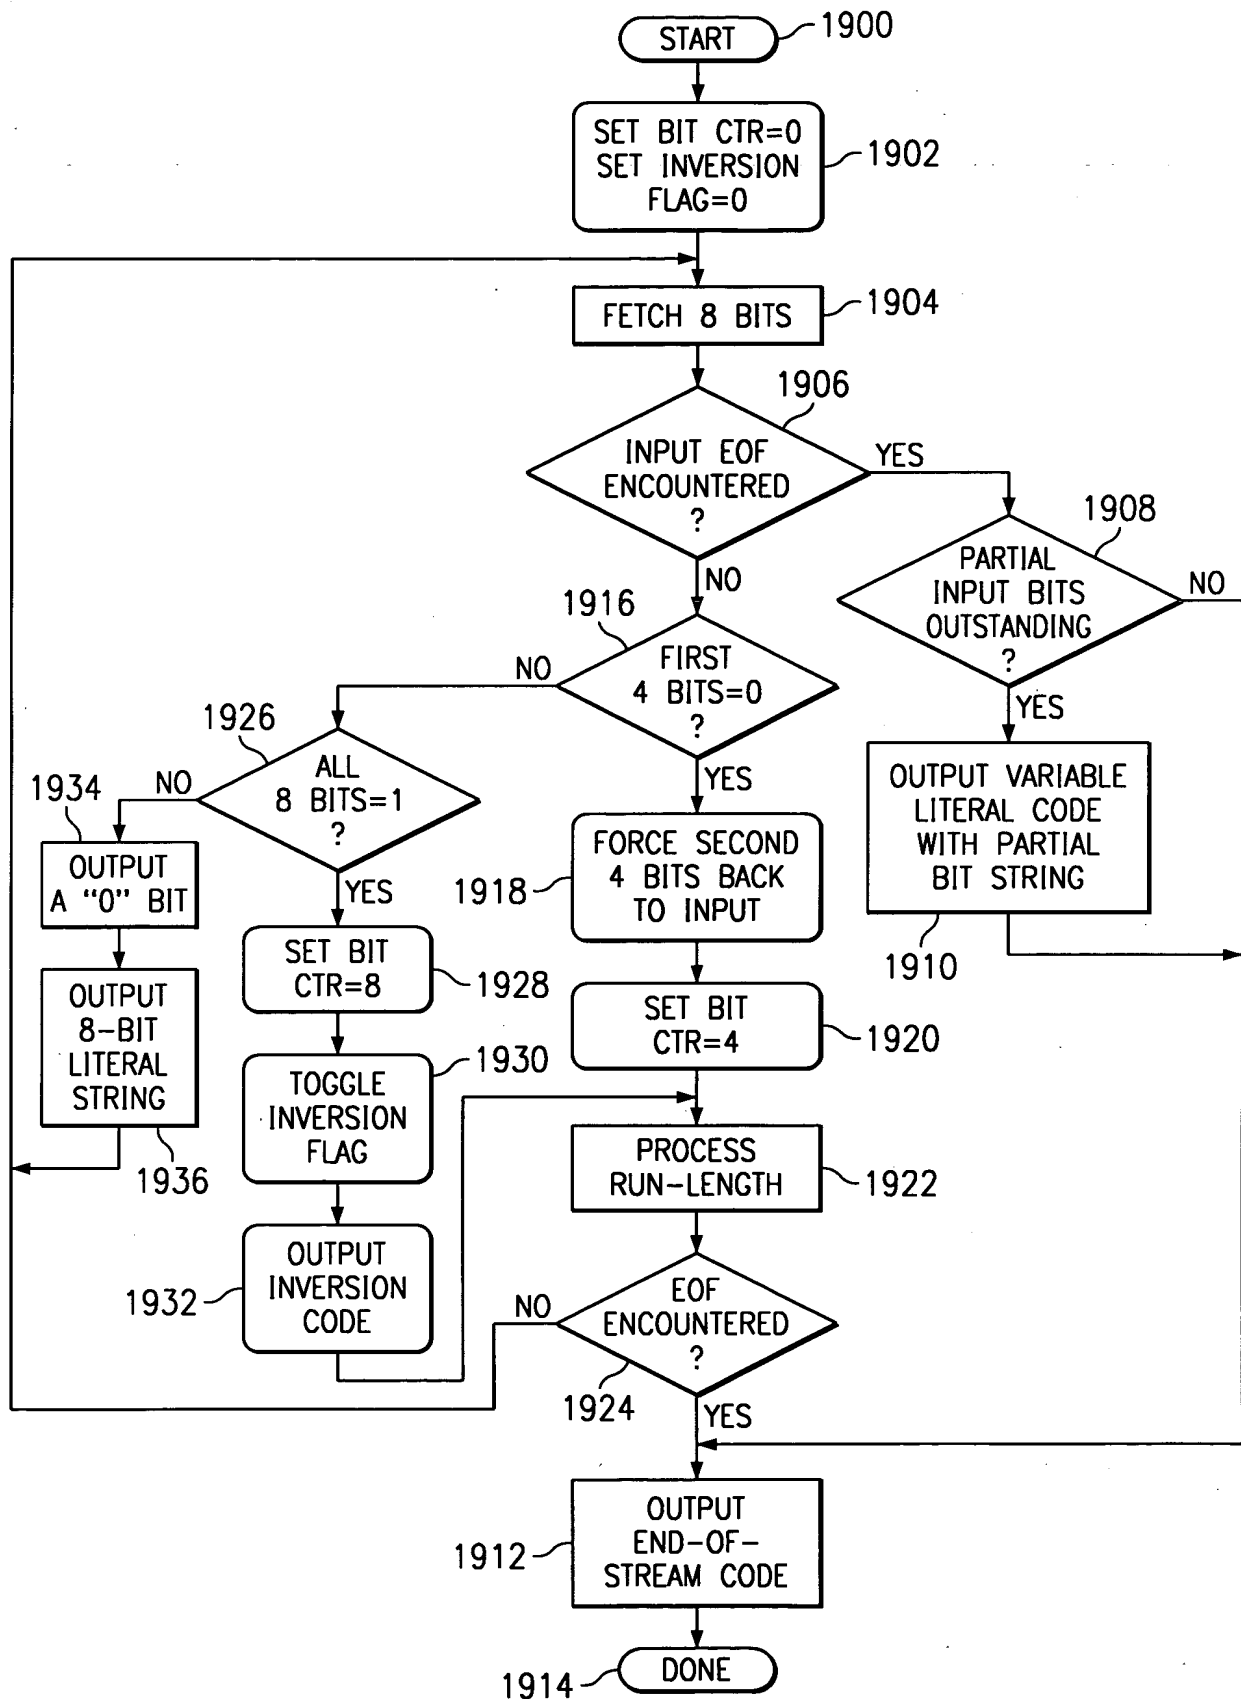 START
1900
SET BIT CTR=0
SET INVERSION
FLAG=0
1902
FETCH 8 BITS
1904
1906
INPUT EOF
ENCOUNTERED
?
YES
NO
1908
PARTIAL
INPUT BITS
OUTSTANDING
?
NO
YES
1916
FIRST
4 BITS=0
?
NO
YES
1926
ALL
8 BITS=1
?
NO
YES
1934
OUTPUT
A "0" BIT
OUTPUT VARIABLE
LITERAL CODE
WITH PARTIAL
BIT STRING
1910
FORCE SECOND
4 BITS BACK
TO INPUT
1918
SET BIT
CTR=8
1928
OUTPUT
8-BIT
LITERAL
STRING
1936
SET BIT
CTR=4
1920
TOGGLE
INVERSION
FLAG
1930
PROCESS
RUN-LENGTH
1922
OUTPUT
INVERSION
CODE
1932
EOF
ENCOUNTERED
?
NO
1924
YES
OUTPUT
END-OF-
STREAM CODE
1912
DONE
1914